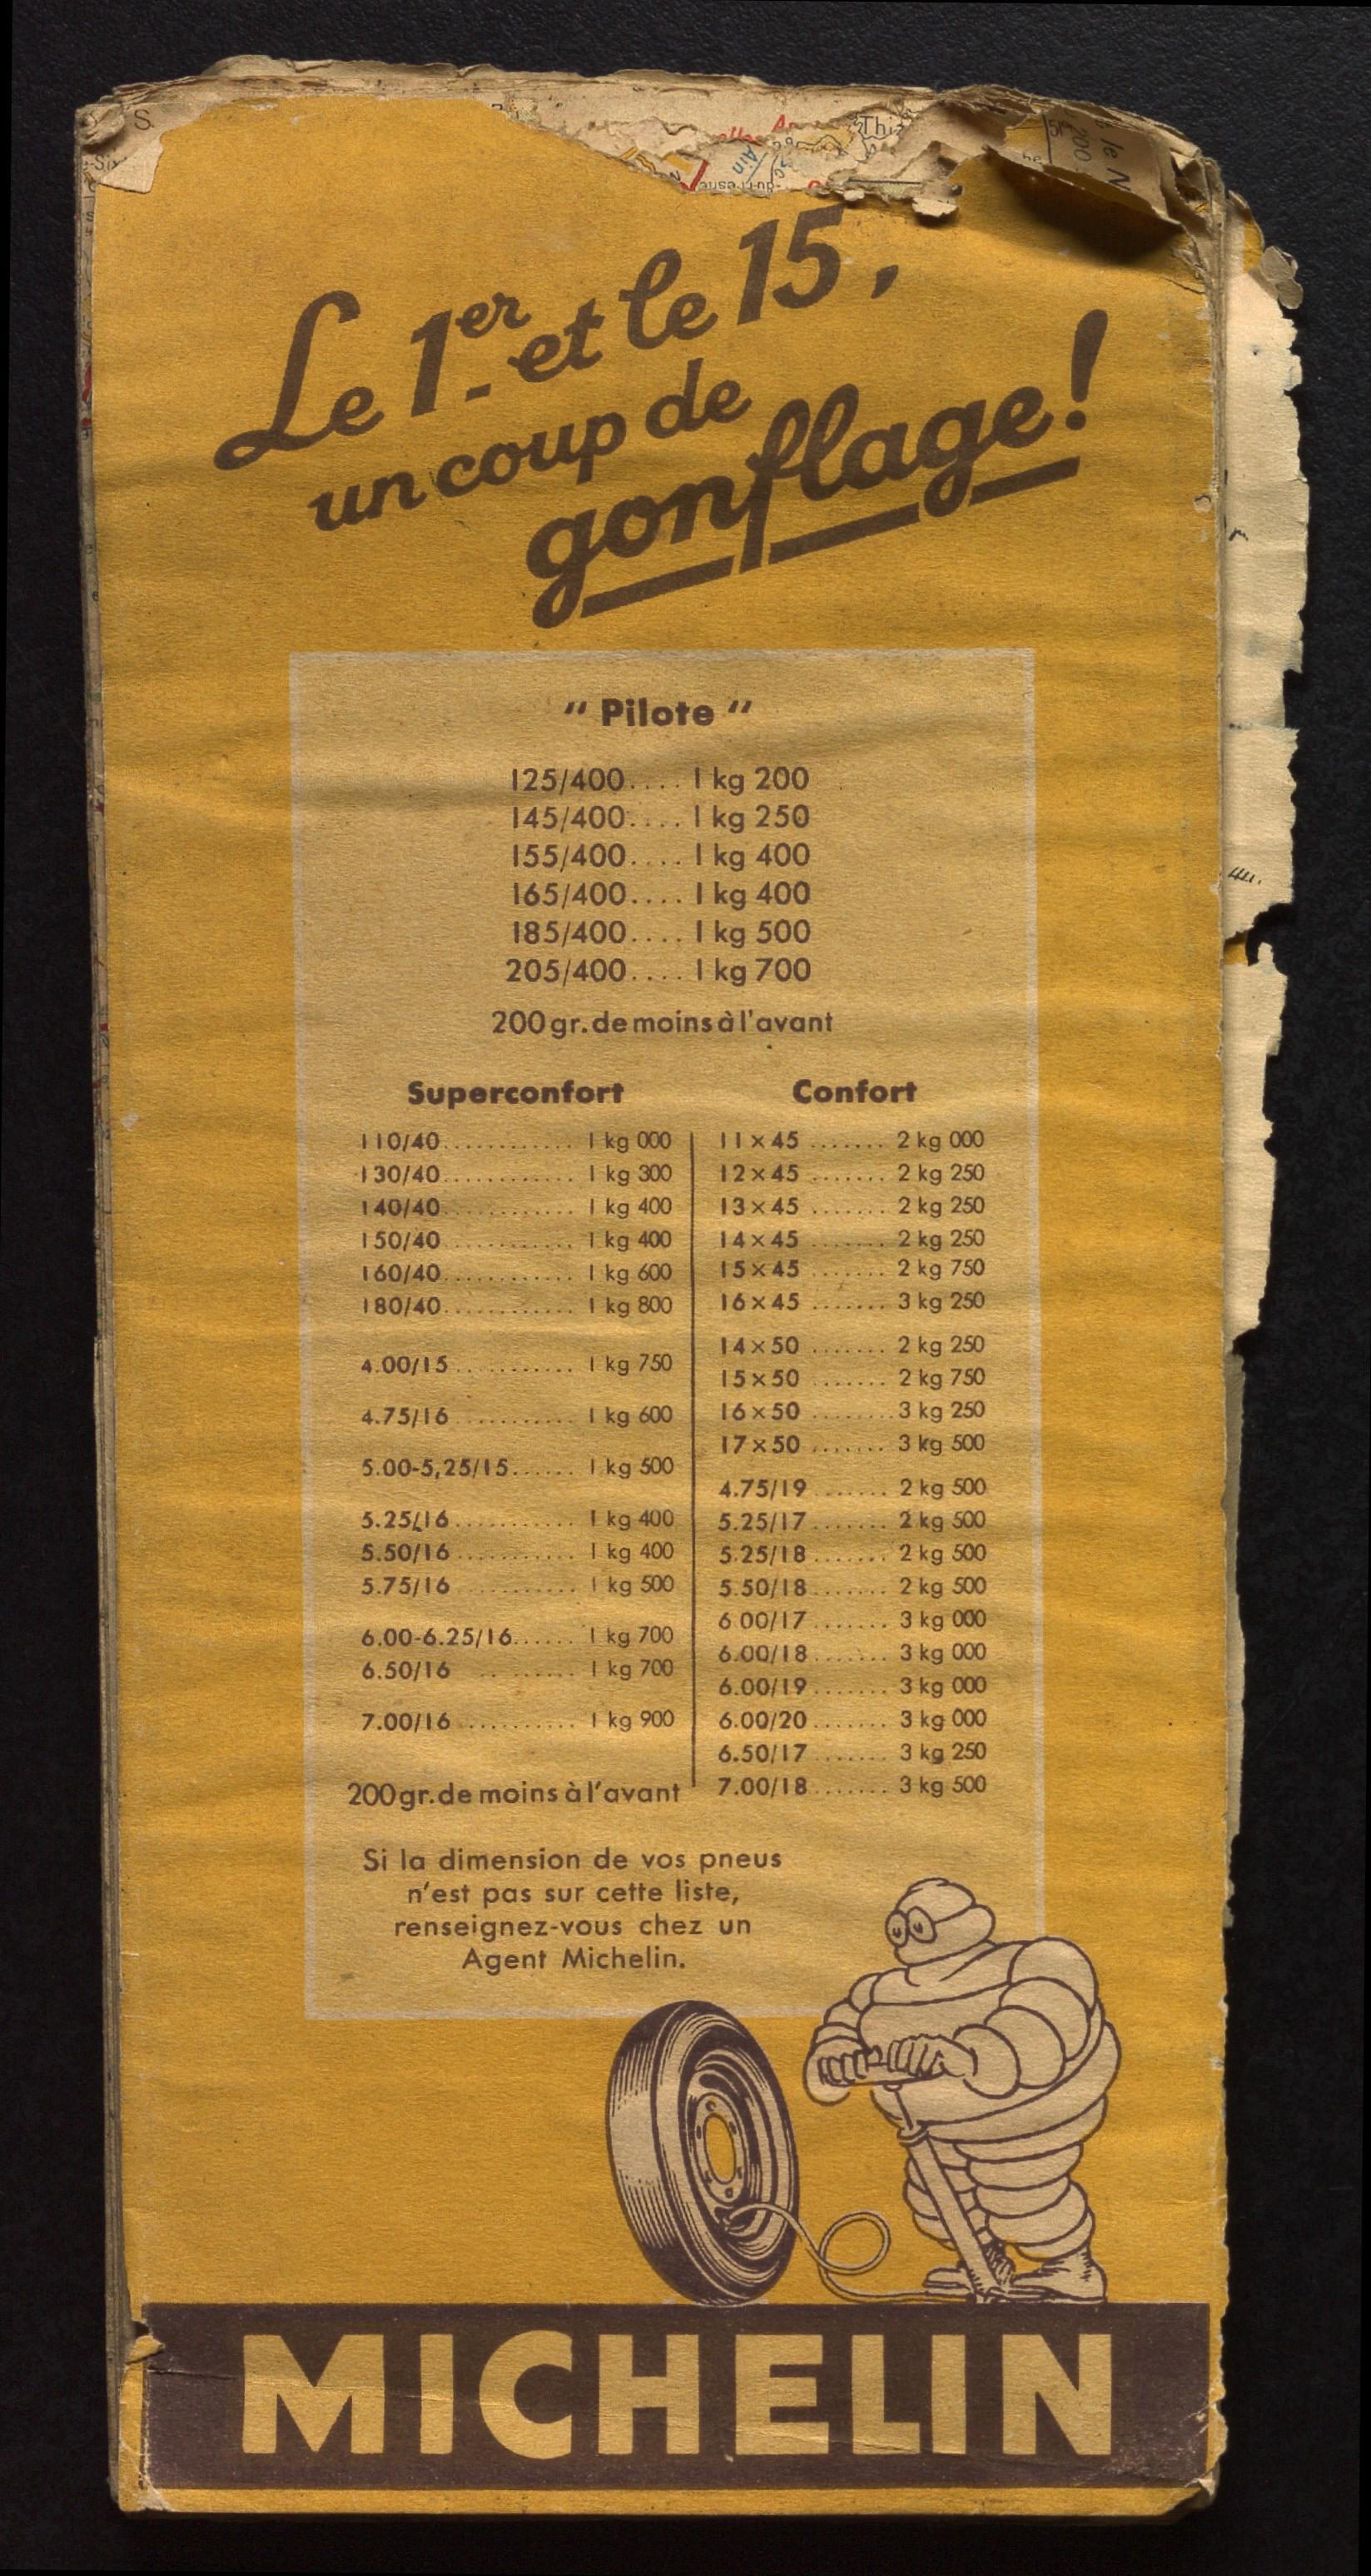 Le 1er et le 15,
un coup de
gonflage!
" Pilote "
125/400.... 1 kg 200
145/400.... 1 kg 250
155/400.... 1 kg 400
165/400.... 1 kg 400
185/400.... 1 kg 500
205/400.... 1 kg 700
200 gr. de moins à l'avant
Superconfort
110/40............ 1 kg 000
130/40............ 1 kg 300
140/40............ 1 kg 400
150/40............ 1 kg 400
160/40............ 1 kg 600
180/40............ 1 kg 800
4.00/15........... 1 kg 750
4.75/16........... 1 kg 600
5.00-5,25/15...... 1 kg 500
5.25/16........... 1 kg 400
5.50/16........... 1 kg 400
5.75/16........... 1 kg 500
6.00-6.25/16...... 1 kg 700
6.50/16........... 1 kg 700
7.00/16........... 1 kg 900
200 gr. de moins à l'avant
Confort
11×45....... 2 kg 000
12×45....... 2 kg 250
13×45....... 2 kg 250
14×45....... 2 kg 250
15×45....... 2 kg 750
16×45....... 3 kg 250
14×50....... 2 kg 250
15×50....... 2 kg 750
16×50........ 3 kg 250
17×50....... 3 kg 500
4.75/19....... 2 kg 500
5.25/17....... 2 kg 500
5.25/18....... 2 kg 500
5.50/18....... 2 kg 500
6 00/17....... 3 kg 000
6.00/18....... 3 kg 000
6.00/19....... 3 kg 000
6.00/20....... 3 kg 000
6.50/17....... 3 kg 250
7.00/18....... 3 kg 500
Si la dimension de vos pneus
n'est pas sur cette liste,
renseignez-vous chez un
Agent Michelin.
MICHELIN